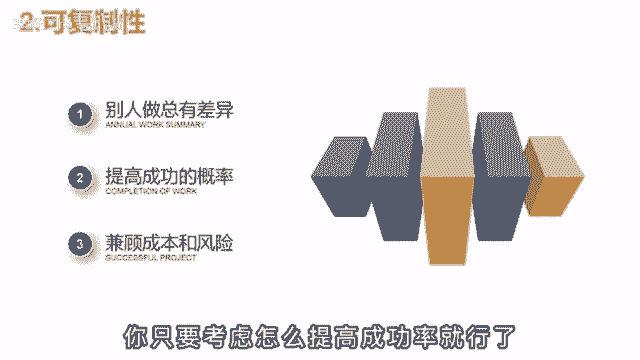 2.可复制性
1
别人做总有差异
ANNUAL WORK SUMMARY
2
提高成功的概率
COMPLETION OF WORK
3
兼顾成本和风险
SUCCESSFUL PROJECT
你只要考虑怎么提高成功率就行了